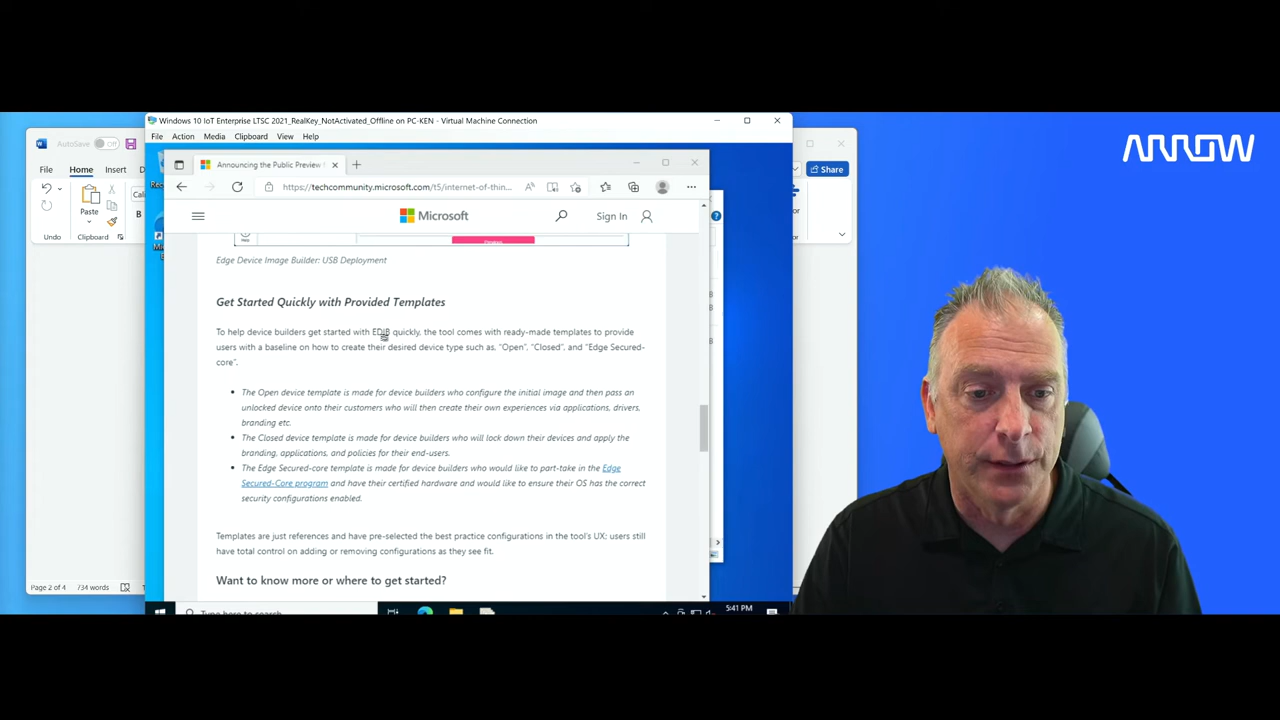 Windows 10 IoT Enterprise LTSC 2021_RealKey_NotActivated_Offline on PC-KEN - Virtual Machine Connection
ARROW
AutoSave Off
File Action Media Clipboard View Help
Announcing the Public Preview
File Home Insert
Share
https://techcommunity.microsoft.com/t5/internet-of-thin...
Paste
Microsoft
Sign In
Undo Clipboard
Edge Device Image Builder: USB Deployment
Get Started Quickly with Provided Templates
To help device builders get started with EDIB quickly, the tool comes with ready-made templates to provide
users with a baseline on how to create their desired device type such as. "Open", "Closed", and "Edge Secured-
core".
• The Open device template is made for device builders who configure the initial image and then pass an
unlocked device onto their customers who will then create their own experiences via applications, drivers,
branding etc.
• The Closed device template is made for device builders who will lock down their devices and apply the
branding, applications, and policies for their end-users.
• The Edge Secured-core template is made for device builders who would like to part-take in the Edge
Secured-Core program and have their certified hardware and would like to ensure their OS has the correct
security configurations enabled.
Templates are just references and have pre-selected the best practice configurations in the tool's UX; users still
have total control on adding or removing configurations as they see fit.
Want to know more or where to get started?
Page 2 of 4 734 words
Type here to search
5:41 PM